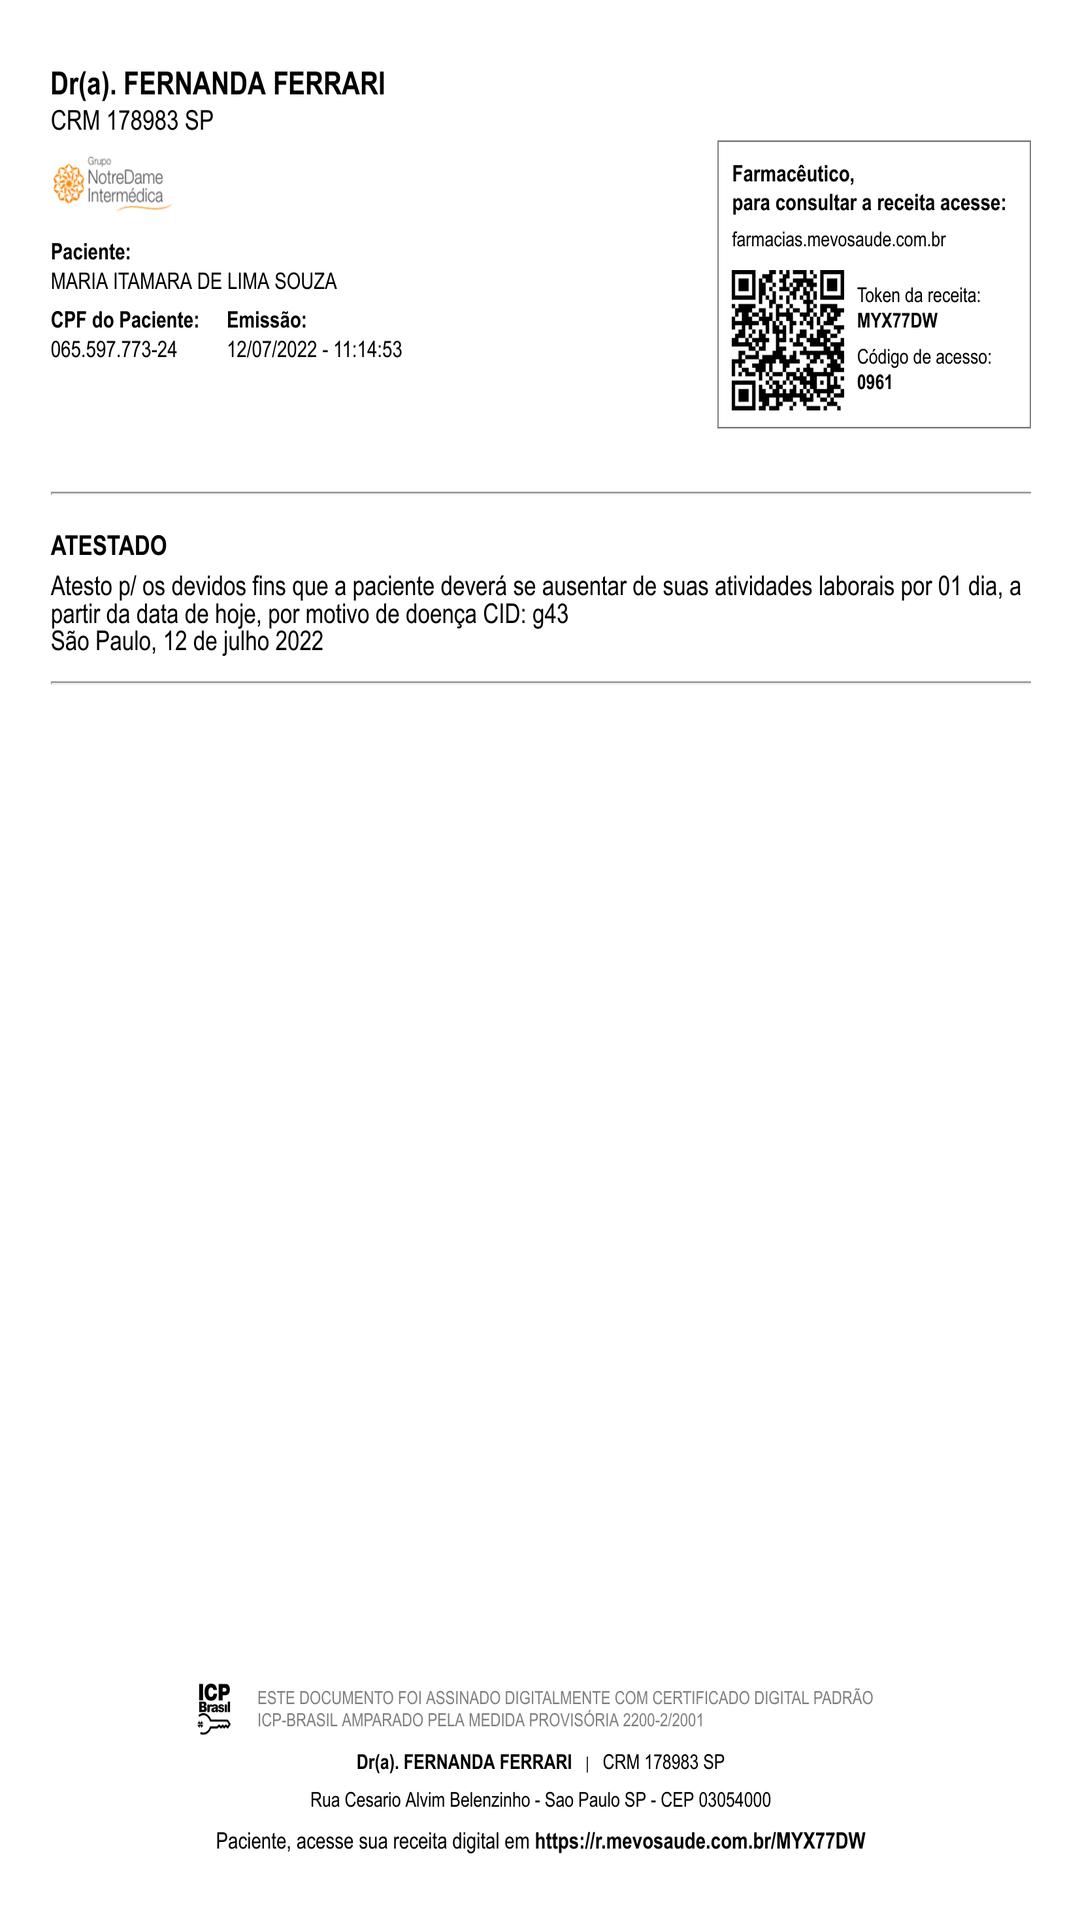 Dr(a). FERNANDA FERRARI
CRM 178983 SP
Grupo
NotreDame
Intermédica
Paciente:
MARIA ITAMARA DE LIMA SOUZA
CPF do Paciente: Emissão:
065.597.773-24 12/07/2022 - 11:14:53
Farmacêutico,
para consultar a receita acesse:
farmacias.mevosaude.com.br
Token da receita:
MYX77DW
Código de acesso:
0961
ATESTADO
Atesto p/ os devidos fins que a paciente deverá se ausentar de suas atividades laborais por 01 dia, a
partir da data de hoje, por motivo de doença CID: g43
São Paulo, 12 de julho 2022
ICP
Brasil
ESTE DOCUMENTO FOI ASSINADO DIGITALMENTE COM CERTIFICADO DIGITAL PADRÃO
ICP-BRASIL AMPARADO PELA MEDIDA PROVISÓRIA 2200-2/2001
Dr(a). FERNANDA FERRARI | CRM 178983 SP
Rua Cesario Alvim Belenzinho - Sao Paulo SP - CEP 03054000
Paciente, acesse sua receita digital em https://r.mevosaude.com.br/MYX77DW